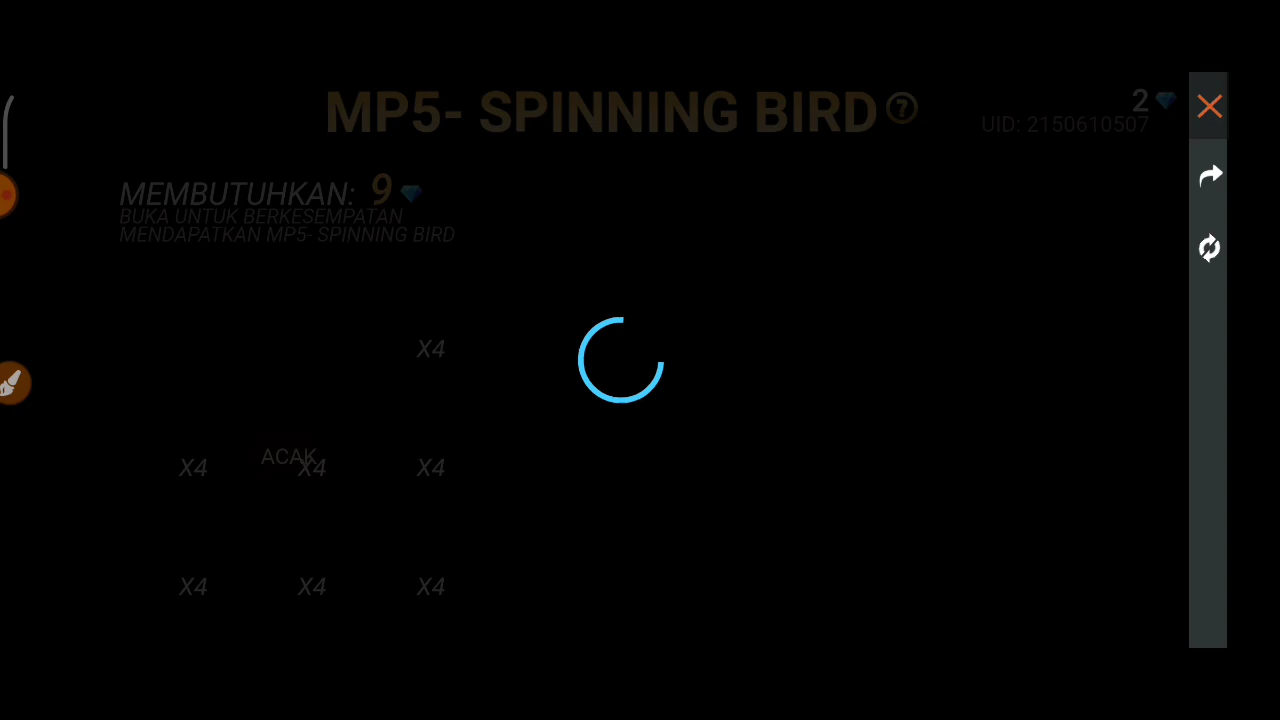 MP5- SPINNING BIRD ?
2
UID: 2150610507
MEMBUTUHKAN: 9
BUKA UNTUK BERKESEMPATAN
MENDAPATKAN MP5- SPINNING BIRD
X4
ACAK
X4 X4 X4
X4 X4 X4